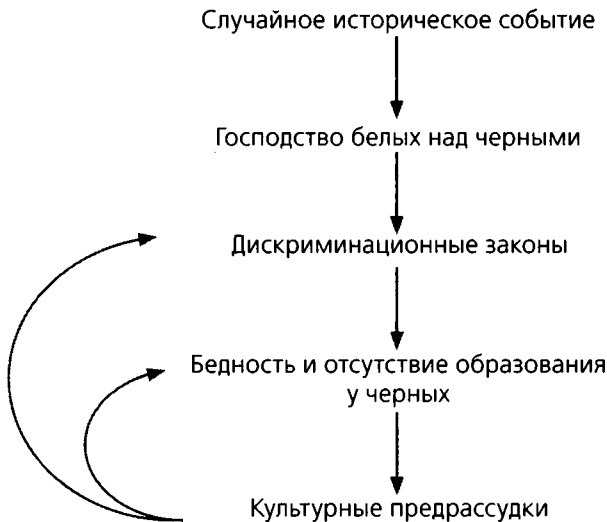 Случайное историческое событие
Господство белых над черными
Дискриминационные законы
Бедность и отсутствие образования
у черных
Культурные предрассудки